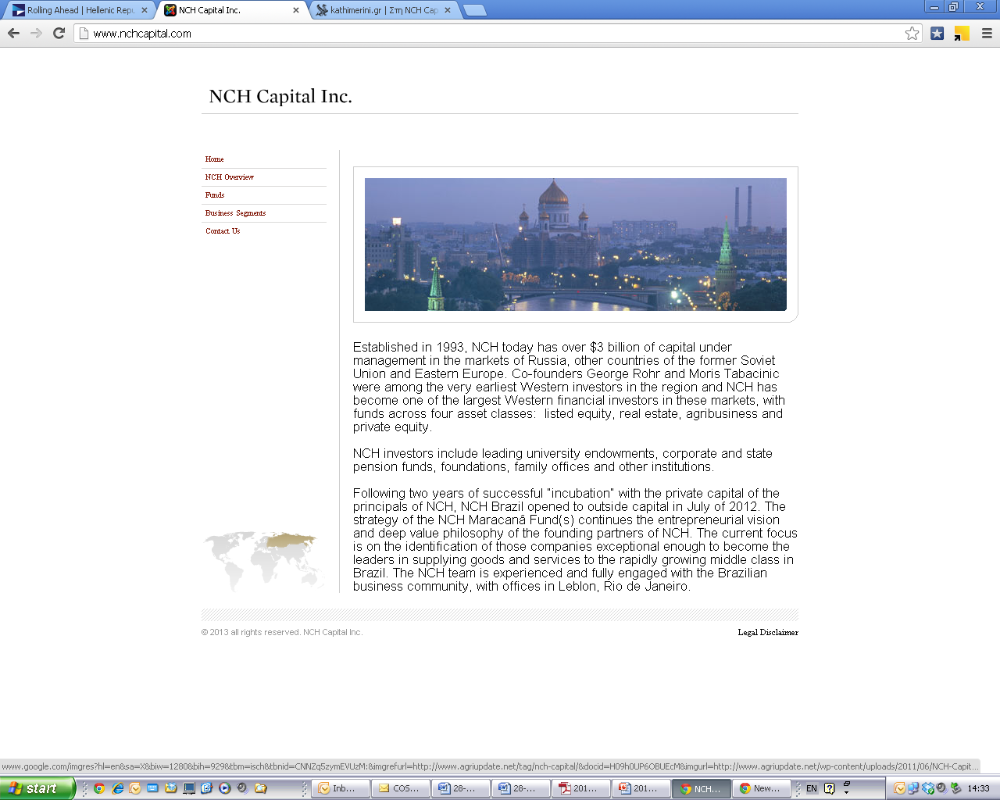 Rolling Ahead | Hellenic Repu
NCH Capital Inc.
kathimerini.gr | Στη NCH Cap
www.nchcapital.com
NCH Capital Inc.
Home
NCH Overview
Funds
Business Segments
Contact Us
Established in 1993, NCH today has over $3 billion of capital under
management in the markets of Russia, other countries of the former Soviet
Union and Eastern Europe. Co-founders George Rohr and Moris Tabacinic
were among the very earliest Western investors in the region and NCH has
become one of the largest Western financial investors in these markets, with
funds across four asset classes:  listed equity, real estate, agribusiness and
private equity.
NCH investors include leading university endowments, corporate and state
pension funds, foundations, family offices and other institutions.
Following two years of successful "incubation" with the private capital of the
principals of NCH, NCH Brazil opened to outside capital in July of 2012. The
strategy of the NCH Maracanã Fund(s) continues the entrepreneurial vision
and deep value philosophy of the founding partners of NCH. The current focus
is on the identification of those companies exceptional enough to become the
leaders in supplying goods and services to the rapidly growing middle class in
Brazil. The NCH team is experienced and fully engaged with the Brazilian
business community, with offices in Leblon, Rio de Janeiro.
© 2013 all rights reserved. NCH Capital Inc.
Legal Disclaimer
www.google.com/imgres?hl=en&sa=X&biw=1280&bih=929&tbm=isch&tbnid=CNNZq5zymEVUzM:&imgrefurl=http://www.agriupdate.net/tag/nch-capital/&docid=H09h0UP6OBUEcM&imgurl=http://www.agriupdate.net/wp-content/uploads/2011/06/NCH-Capit...
start
Inb...
COS...
28-...
28-...
201...
201...
NCH...
New...
EN
14:33